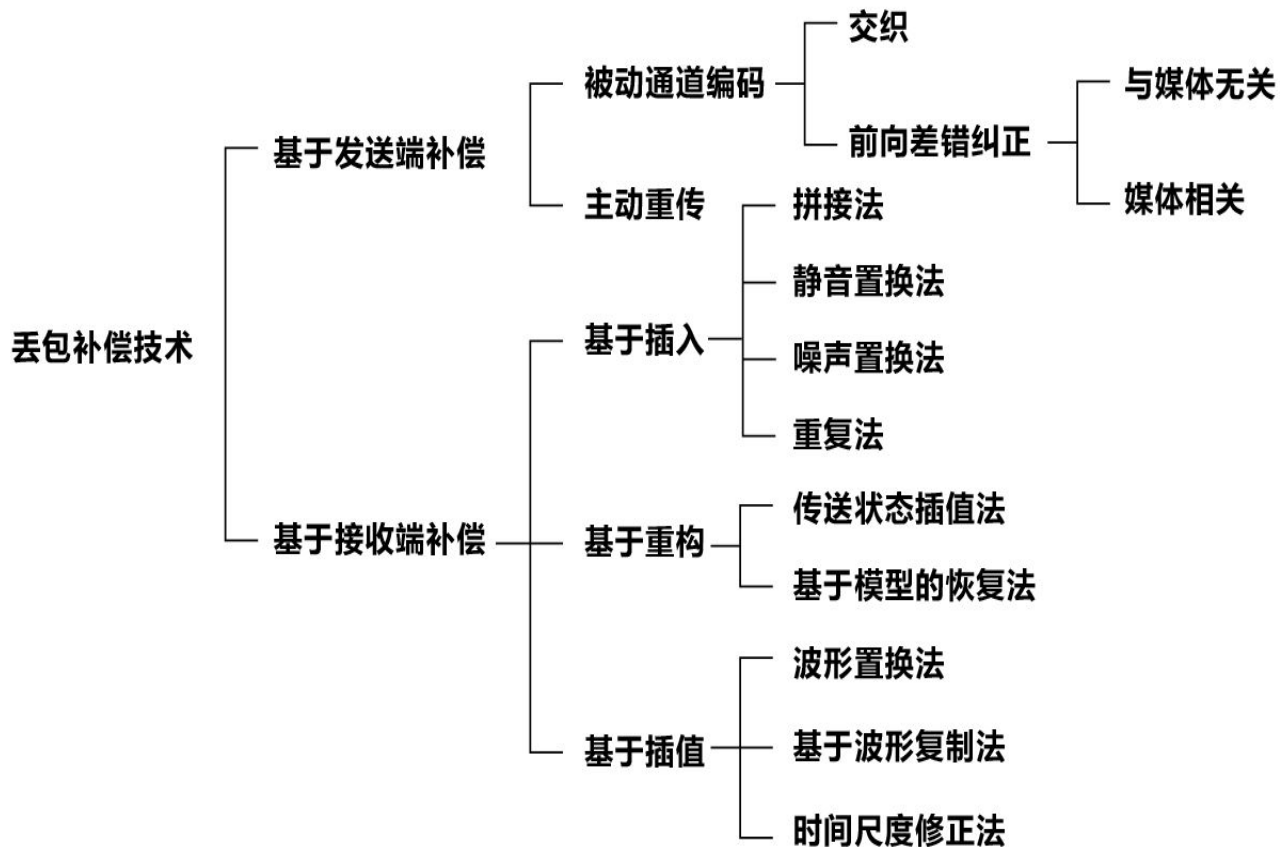 丢包补偿技术
基于发送端补偿
被动通道编码
交织
前向差错纠正
与媒体无关
媒体相关
主动重传
基于接收端补偿
基于插入
拼接法
静音置换法
噪声置换法
重复法
基于重构
传送状态插值法
基于模型的恢复法
基于插值
波形置换法
基于波形复制法
时间尺度修正法